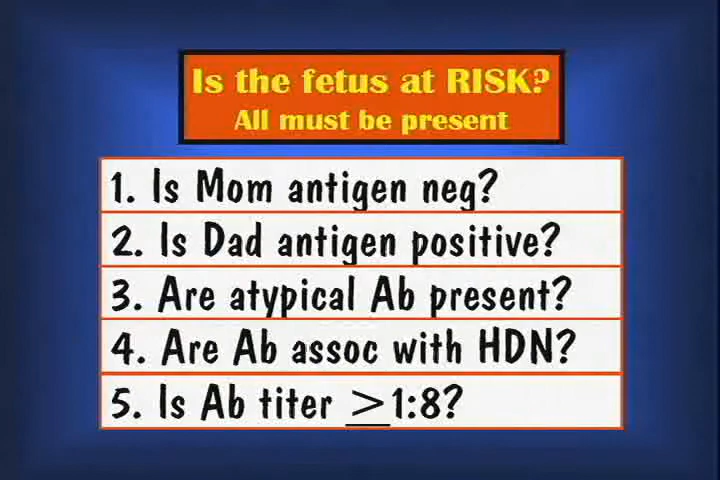 Is the fetus at RISK?
All must be present
1. Is Mom antigen neg?
2. Is Dad antigen positive?
3. Are atypical Ab present?
4. Are Ab assoc with HDN?
5. Is Ab titer ≥1:8?